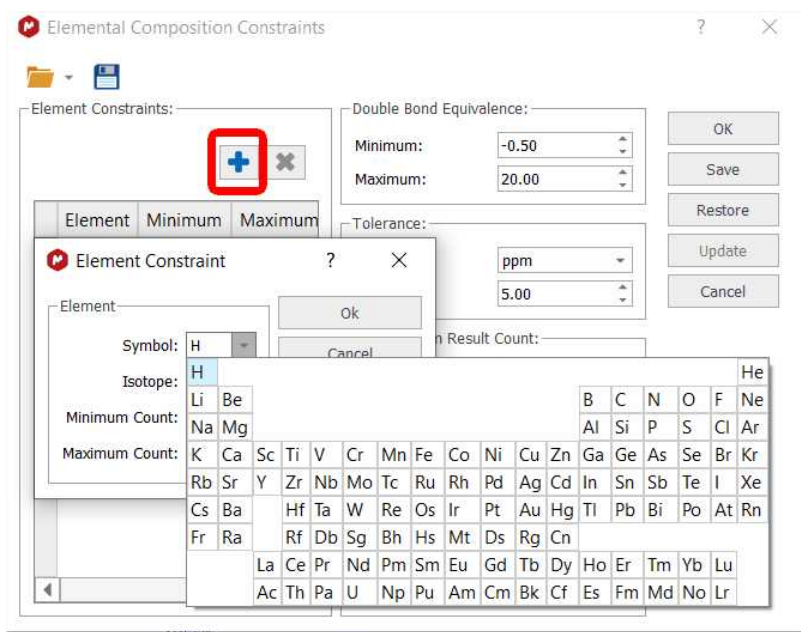 Elemental Composition Constraints ?
Element Constraints:
Element Minimum Maximum
Double Bond Equivalence:
Minimum: -0.50
Maximum: 20.00
Tolerance:
ppm
5.00
Result Count:
OK
Save
Restore
Update
Cancel
Element Constraint ?
Element
Symbol: H
Isotope:
Minimum Count:
Maximum Count:
Ok
Cancel
H He
Li Be B C N O F Ne
Na Mg Al Si P S Cl Ar
K Ca Sc Ti V Cr Mn Fe Co Ni Cu Zn Ga Ge As Se Br Kr
Rb Sr Y Zr Nb Mo Tc Ru Rh Pd Ag Cd In Sn Sb Te I Xe
Cs Ba Hf Ta W Re Os Ir Pt Au Hg Tl Pb Bi Po At Rn
Fr Ra Rf Db Sg Bh Hs Mt Ds Rg Cn
La Ce Pr Nd Pm Sm Eu Gd Tb Dy Ho Er Tm Yb Lu
Ac Th Pa U Np Pu Am Cm Bk Cf Es Fm Md No Lr